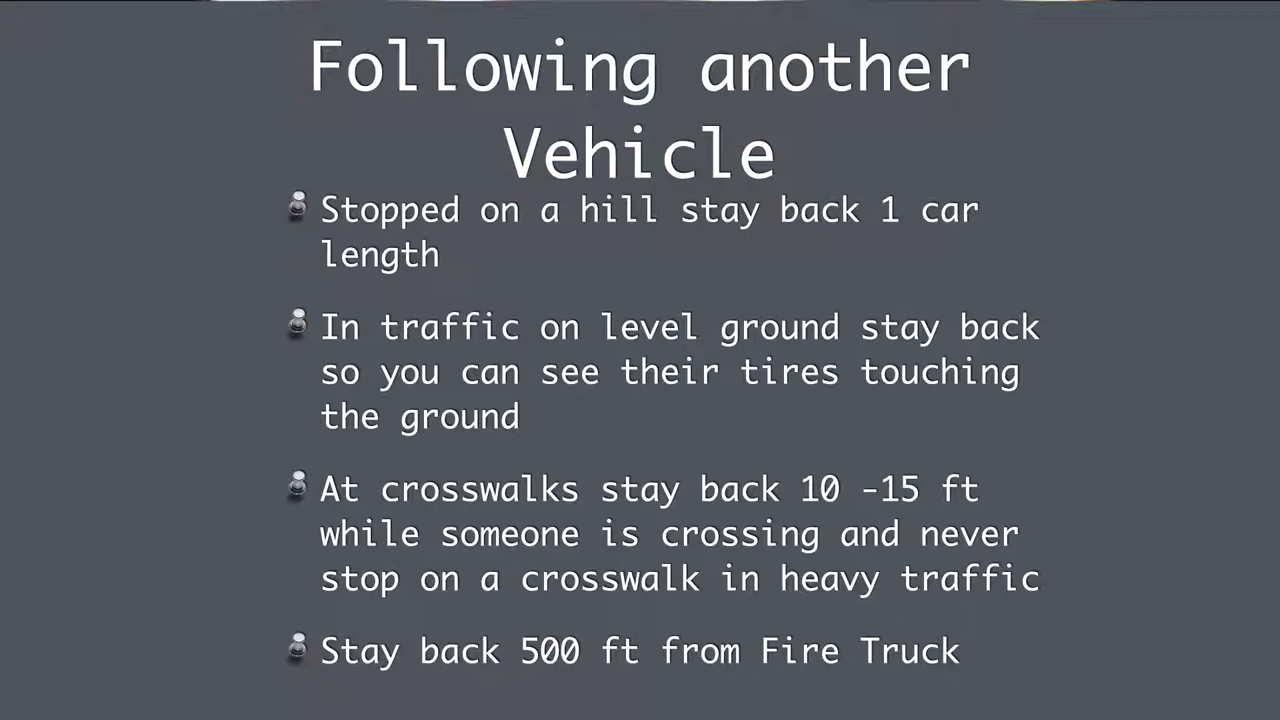 Following another
Vehicle
Stopped on a hill stay back 1 car
length
In traffic on level ground stay back
so you can see their tires touching
the ground
At crosswalks stay back 10 -15 ft
while someone is crossing and never
stop on a crosswalk in heavy traffic
Stay back 500 ft from Fire Truck